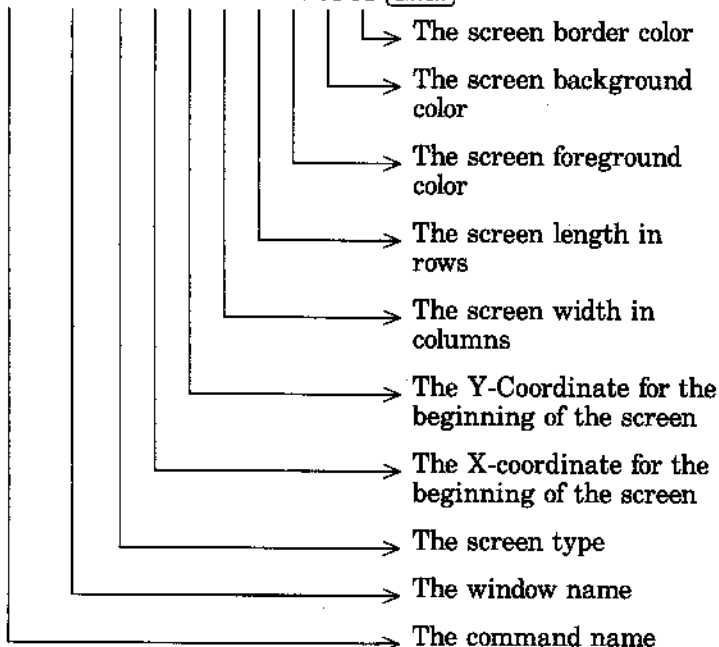 The screen border color
The screen background
color
The screen foreground
color
The screen length in
rows
The screen width in
columns
The Y-Coordinate for the
beginning of the screen
The X-coordinate for the
beginning of the screen
The screen type
The window name
The command name